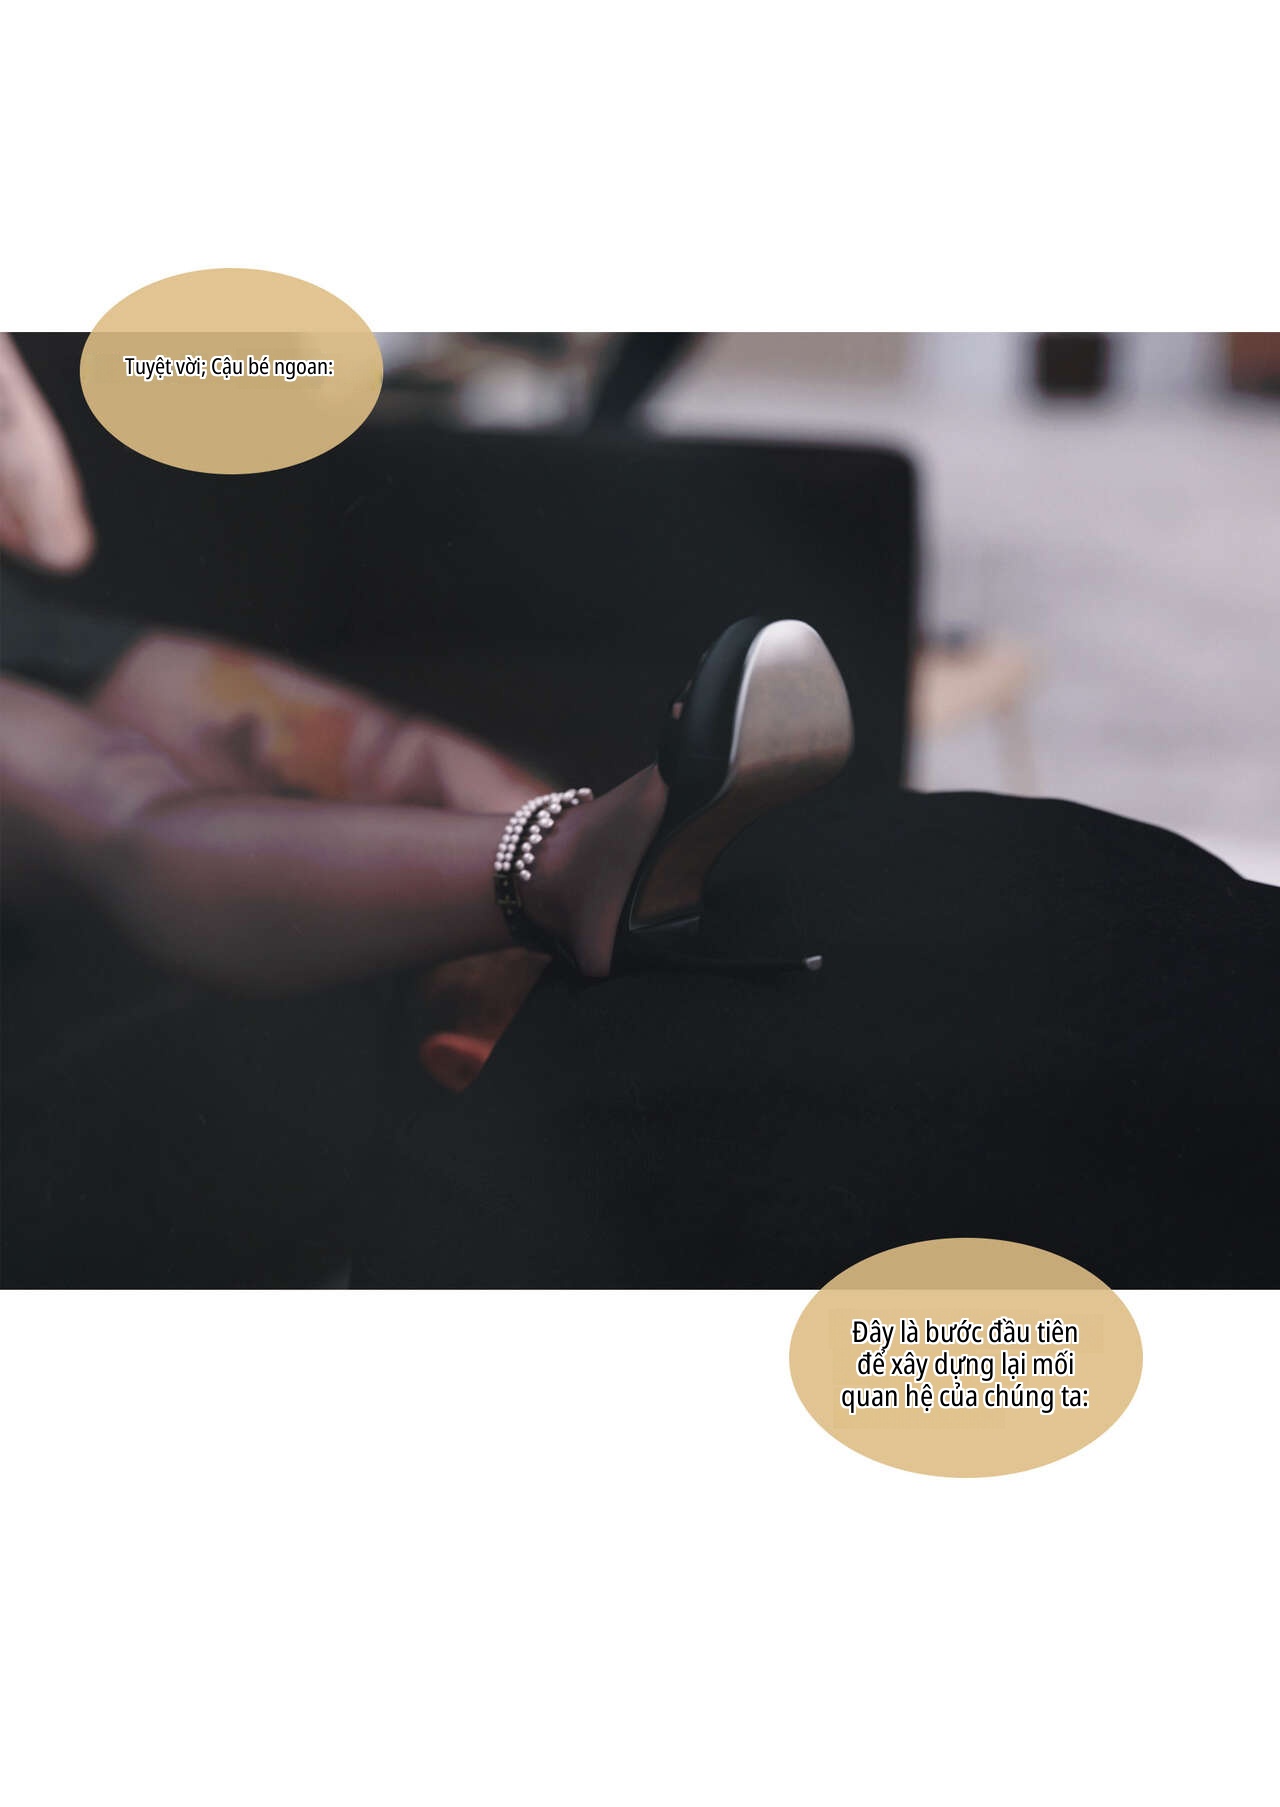 Tuyệt vời; Cậu bé ngoan:
Đây là bước đầu tiên
để xây dựng lại mối
quan hệ của chúng ta: